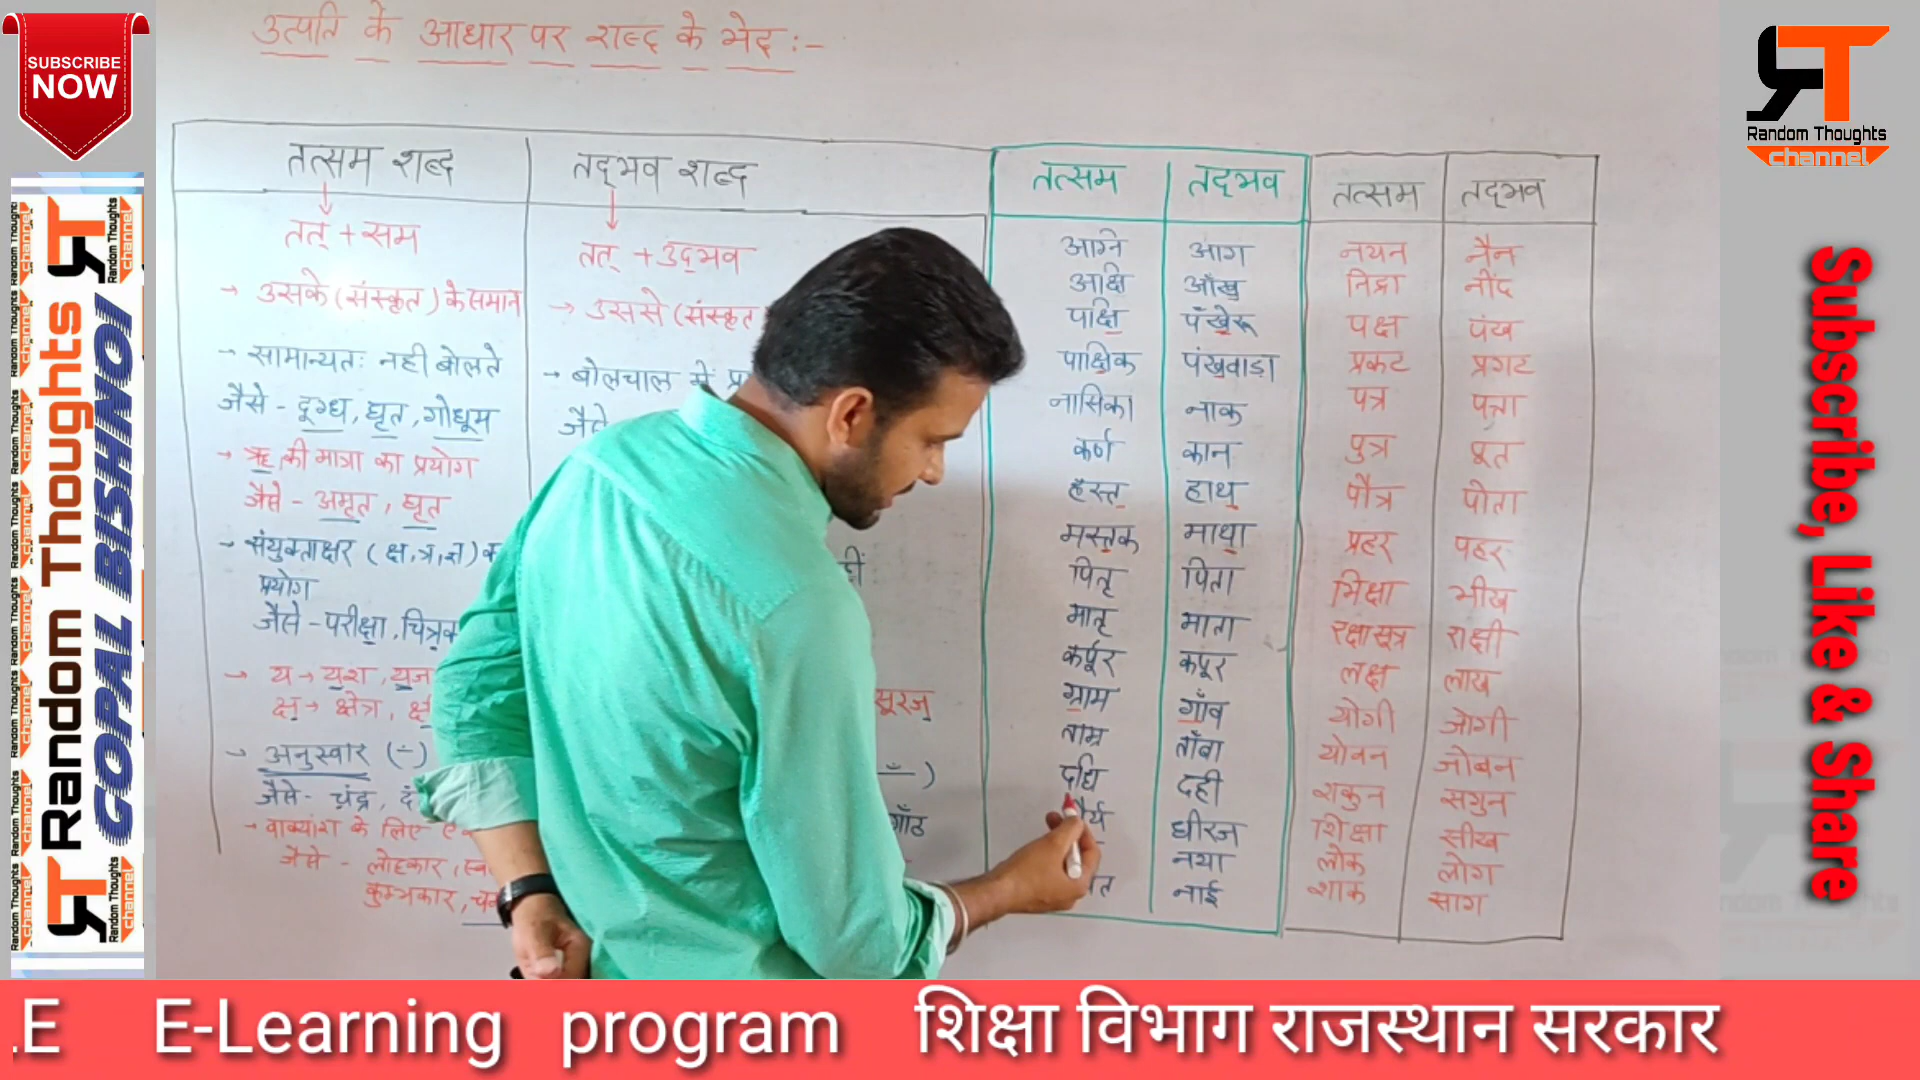 SUBSCRIBE
NOW
Random Thoughts
GOPAL BISHNOI
उत्पति के आधार पर शब्द के भेद :-
तत्सम शब्द
तत् + सम
→ उसके (संस्कृत) के समान
→ सामान्यतः नही बोलते
जैसे - दूग्ध, घृत, गोधूम
→ ऋ की मात्रा का प्रयोग
जैसे - अमृत, घृत
→ संयुक्ताक्षर (क्ष, त्र, ज्ञ)
प्रयोग
जैसे - परीक्षा,
→ य → यश,
क्ष → क्षेत्र,
→ अनुस्वार (-ं)
जैसे - चंद्र,
→ वाक्यांश के लिए
जैसे - लोहकार,
कुम्भकार,
तद्‌भव शब्द
तत् + उद्‌भव
→ उससे (संस्कृत
→ बोलचाल में
जैसे
सूरज
गाँठ
तत्सम तद्‌भव
अग्नि आग
अक्षि आँख
पक्षि पंखेरू
पाक्षिक पंखवाड़ा
नासिका नाक
कर्ण कान
हस्त हाथ
मस्तक माथा
पितृ पिता
मातृ माता
कर्पूर कपूर
ग्राम गाँव
ताम्र ताँबा
दधि दही
धीरज
नया
नाई
तत्सम तद्‌भव
नयन नैन
निद्रा नींद
पक्ष पंख
प्रकट प्रगट
पत्र पत्ता
पुत्र पूत
पौत्र पोता
प्रहर पहर
भिक्षा भीख
रक्षासूत्र राखी
लक्ष लाख
योगी जोगी
योवन जोबन
शकुन सगुन
शिक्षा सीख
लोक लोग
शाक साग
RT
Random Thoughts
channel
Subscribe, Like & Share
.E E-Learning program शिक्षा विभाग राजस्थान सरकार